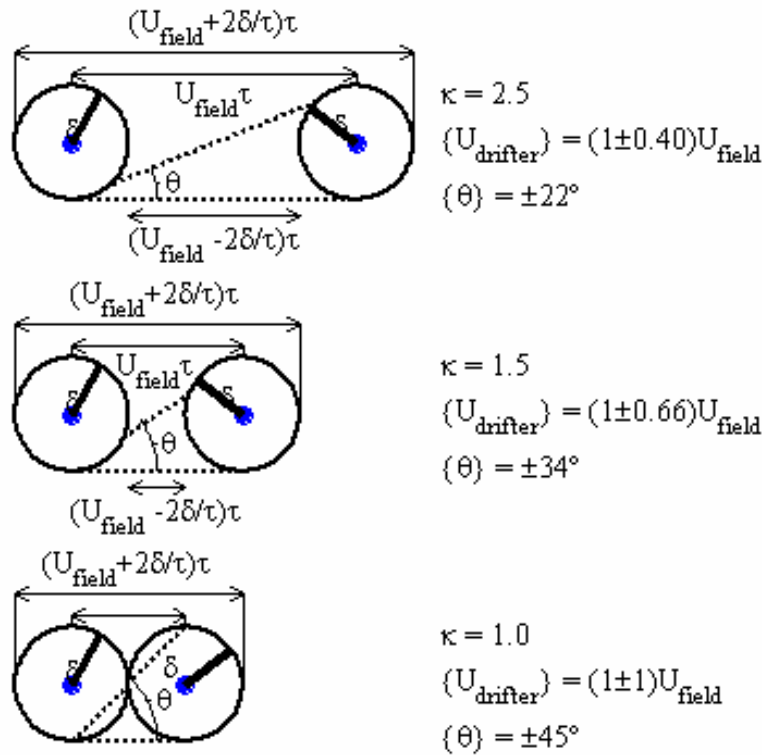 (U_field+2δ/τ)τ
U_fieldτ
δ δ
θ
(U_field -2δ/τ)τ
κ = 2.5
{U_drifter} = (1±0.40)U_field
{θ} = ±22°
(U_field+2δ/τ)τ
U_fieldτ
δ δ
θ
(U_field -2δ/τ)τ
κ = 1.5
{U_drifter} = (1±0.66)U_field
{θ} = ±34°
(U_field+2δ/τ)τ
δ δ
θ
κ = 1.0
{U_drifter} = (1±1)U_field
{θ} = ±45°